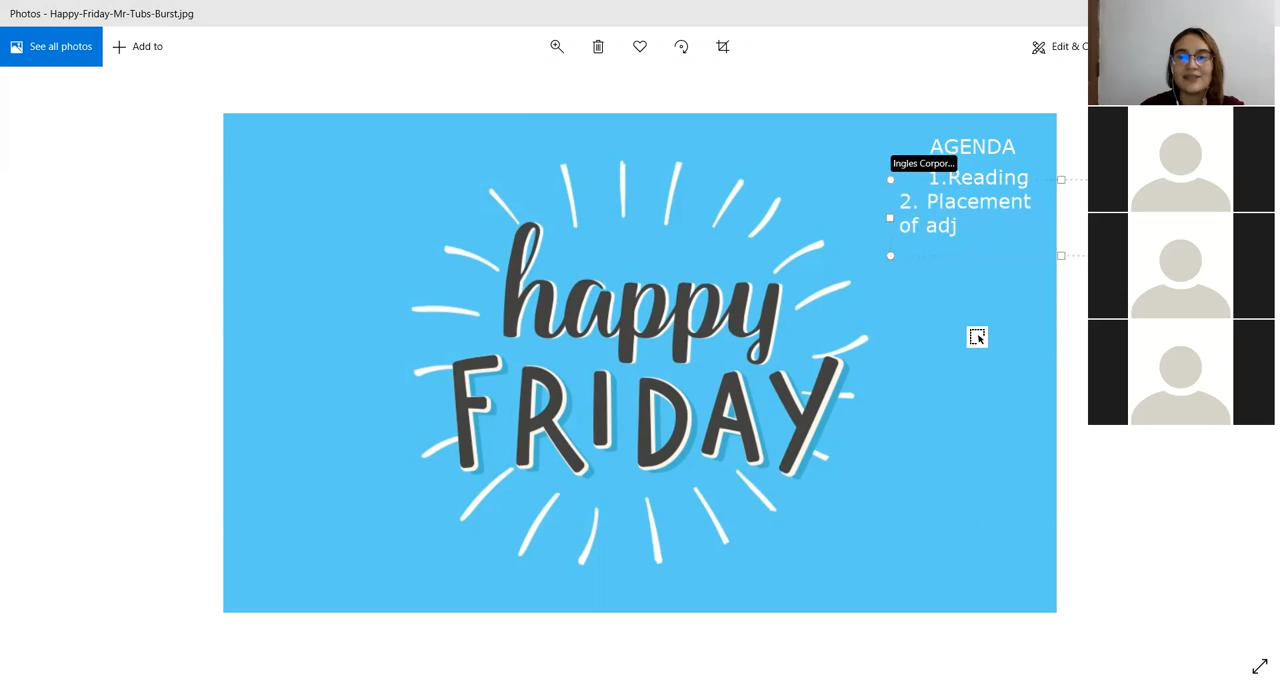 Photos - Happy-Friday-Mr-Tubs-Burst.jpg
See all photos
Add to
Edit & C
AGENDA
Ingles Corpor...
1.Reading
2. Placement
of adj
happy
FRIDAY